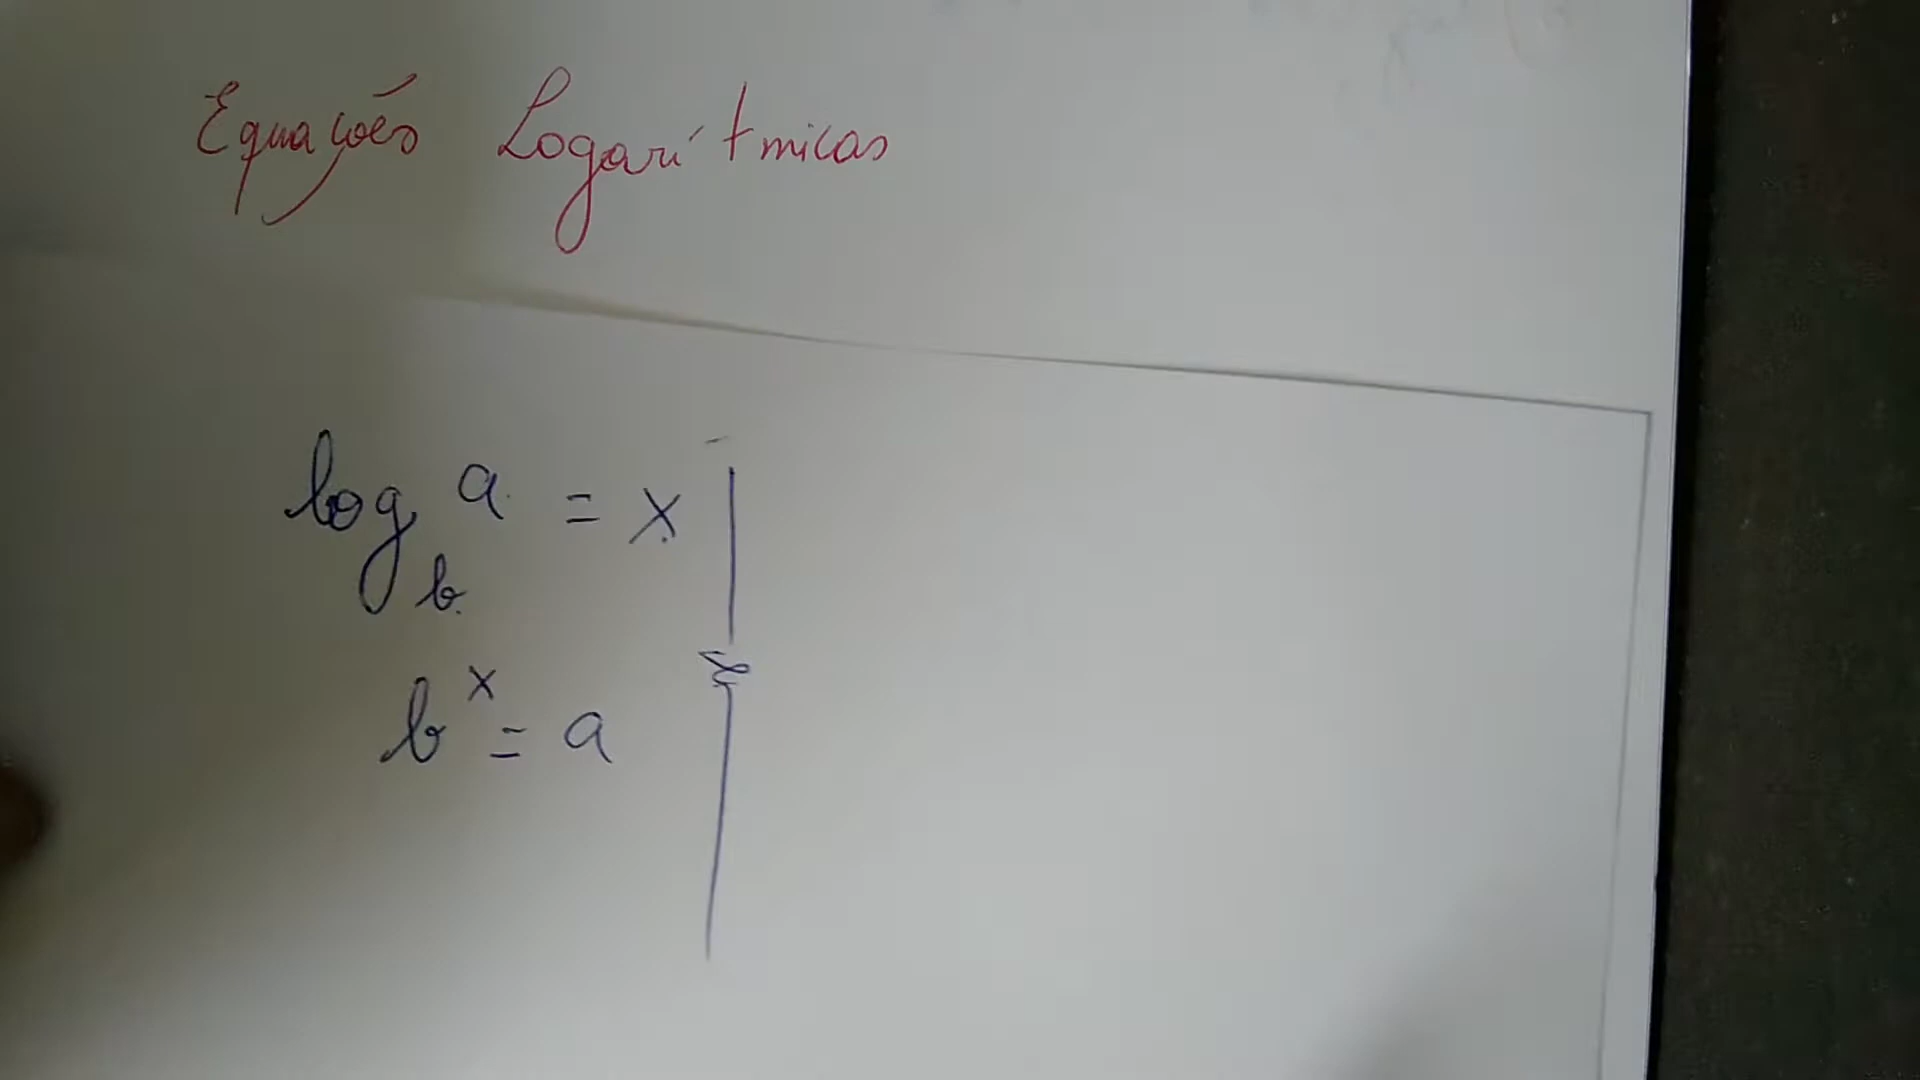 Equações Logarítmicas
log_b a = x
b^x = a